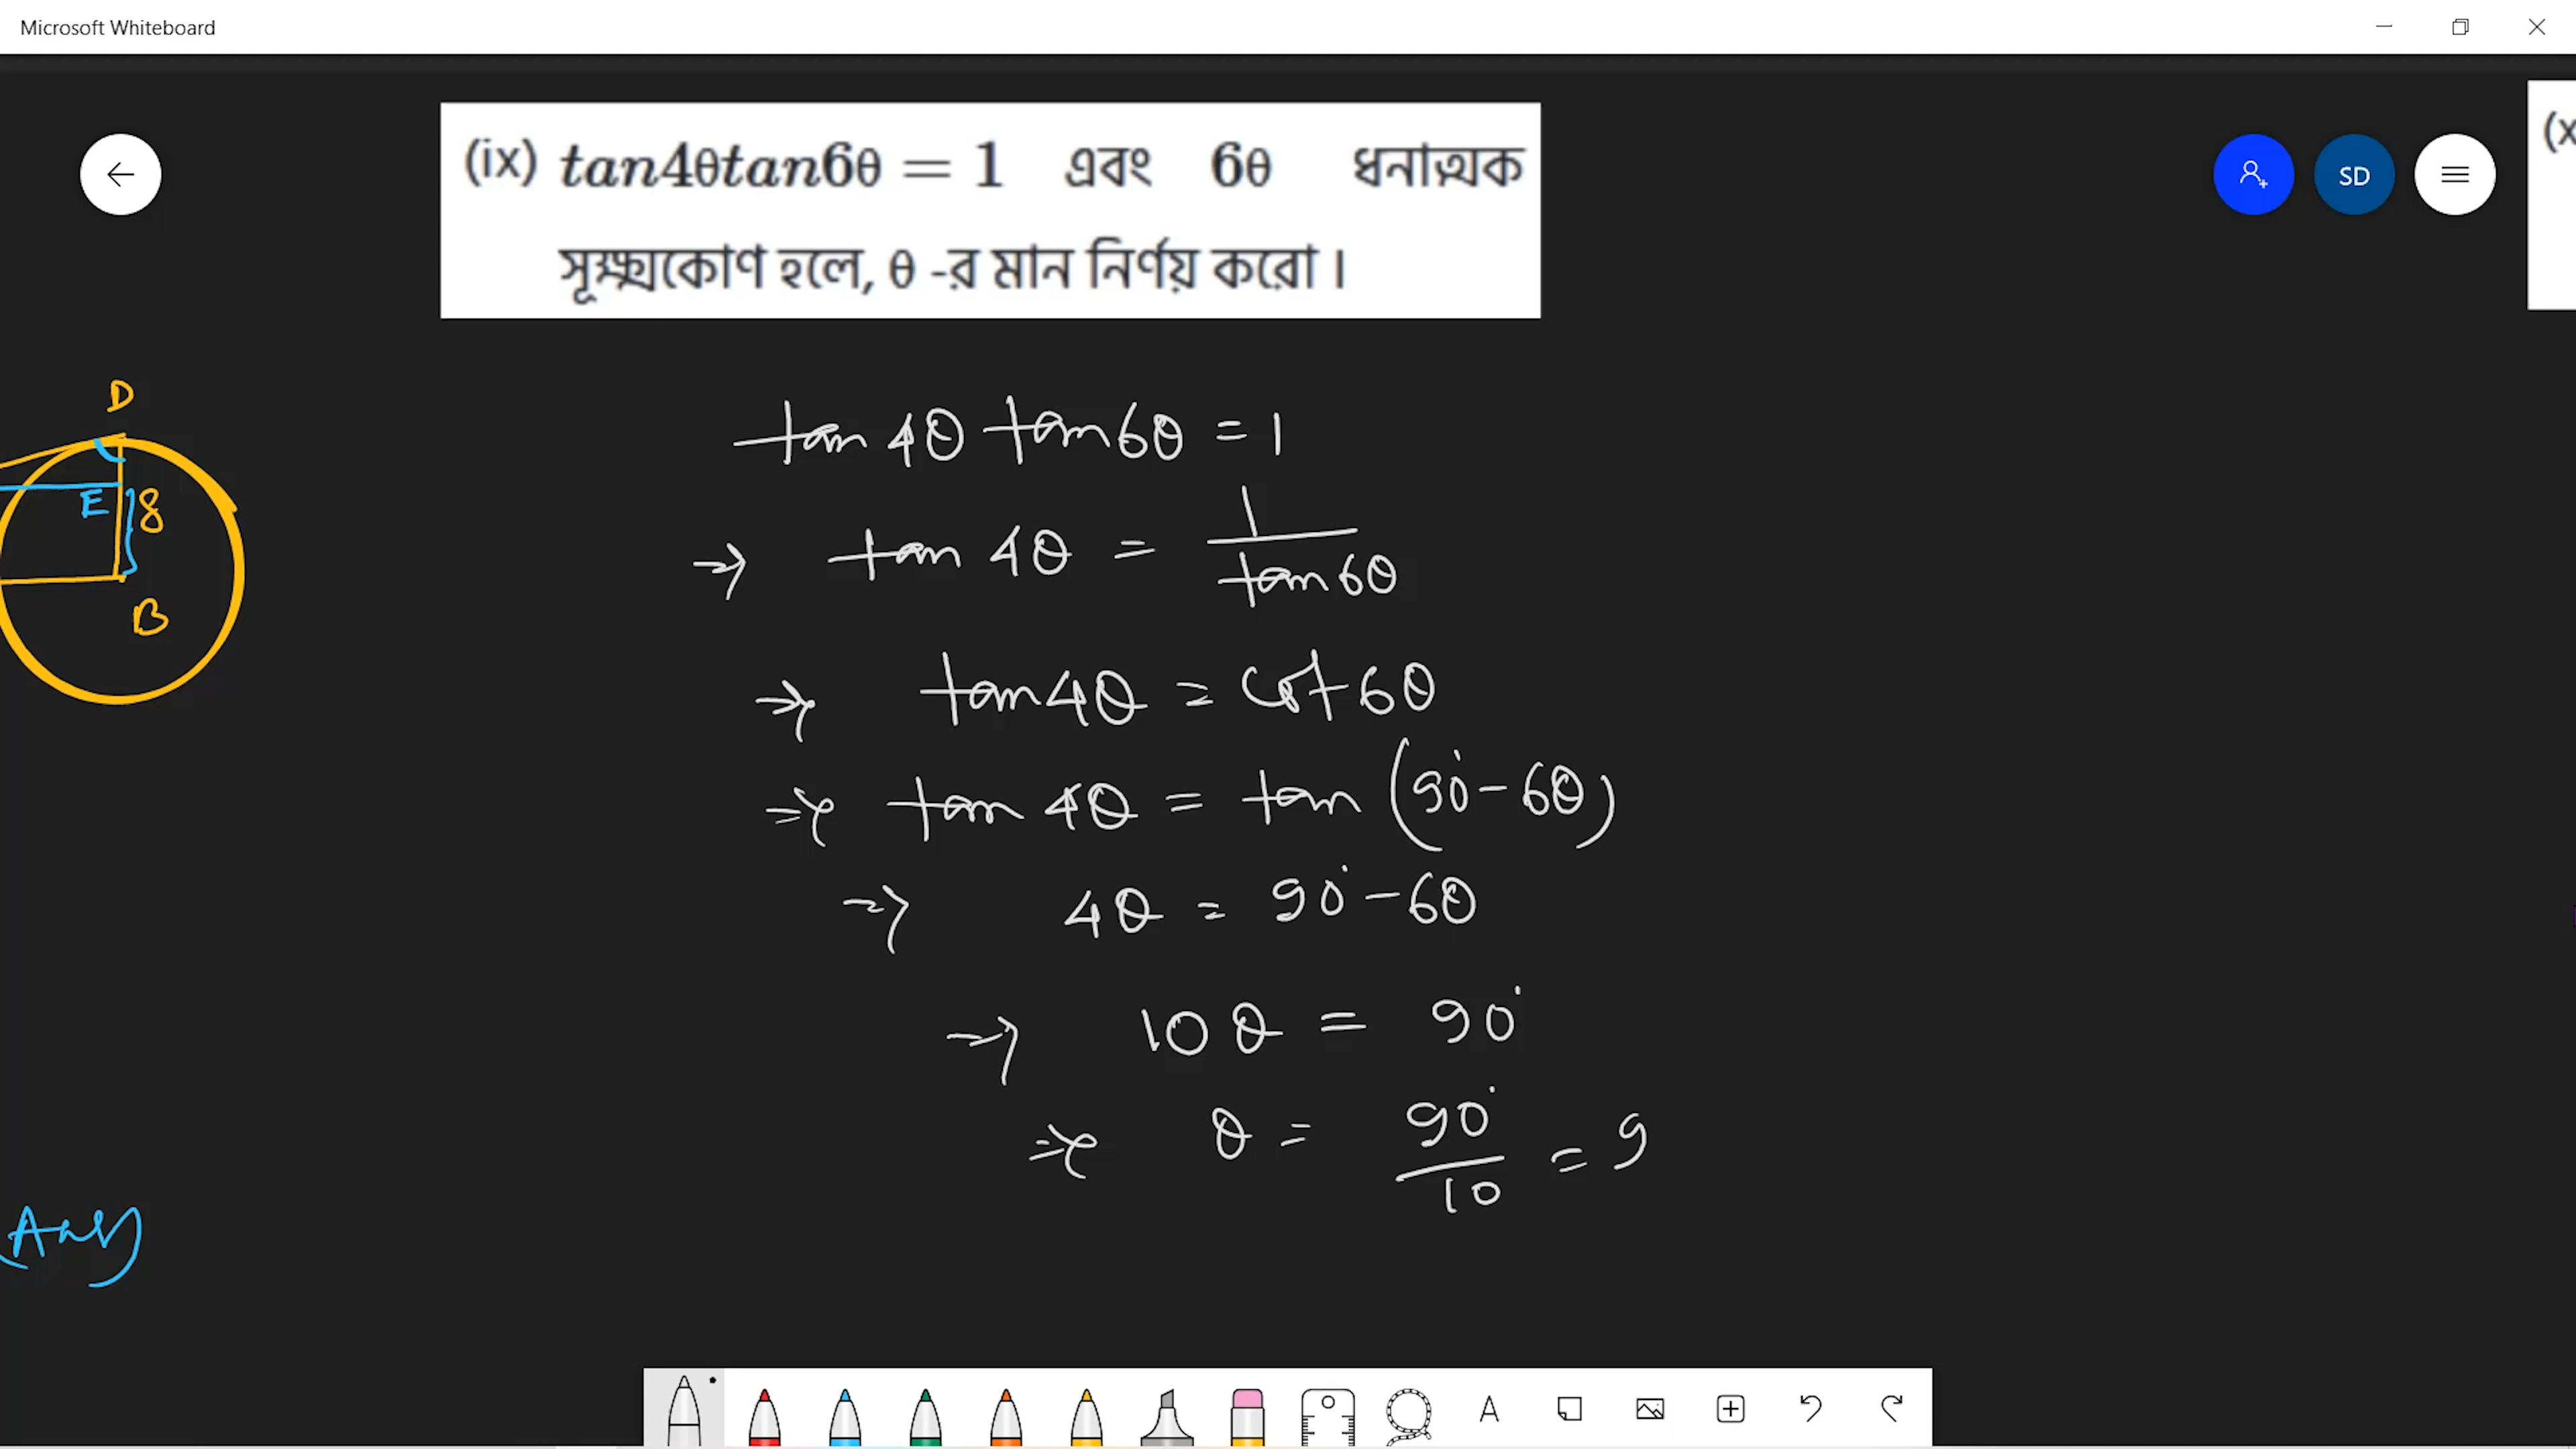 Microsoft Whiteboard
(ix) tan4θtan6θ = 1 এবং 6θ ধনাত্মক
সূক্ষ্মকোণ হলে, θ -র মান নির্ণয় করো ।
SD
(x
D
E 8
B
tan 4θ tan 6θ = 1
⇒ tan 4θ = 1/tan 6θ
⇒ tan 4θ = cot 6θ
⇒ tan 4θ = tan (90° - 6θ)
⇒ 4θ = 90° - 6θ
⇒ 10θ = 90°
⇒ θ = 90°/10 = 9
(Ans)
A